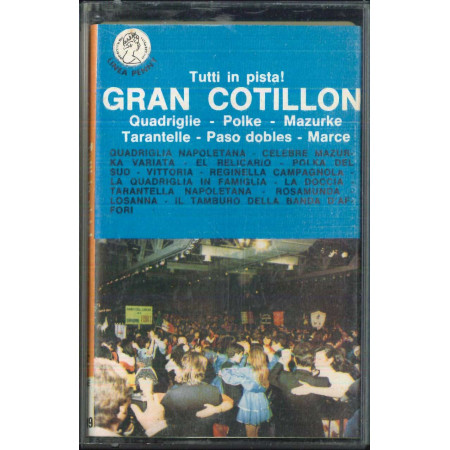 Tutti in pista!
GRAN COTILLON
Quadriglie - Polke - Mazurke
Tarantelle - Paso dobles - Marce
QUADRIGLIA NAPOLETANA - CELEBRE MAZUR-
KA VARIATA - EL RELICARIO - POLKA DEL
SUD - VITTORIA - REGINELLA CAMPAGNOLA -
LA QUADRIGLIA IN FAMIGLIA - LA DOCCIA -
TARANTELLA NAPOLETANA - ROSAMUNDA -
LOSANNA - IL TAMBURO DELLA BANDA D'AF-
FORI